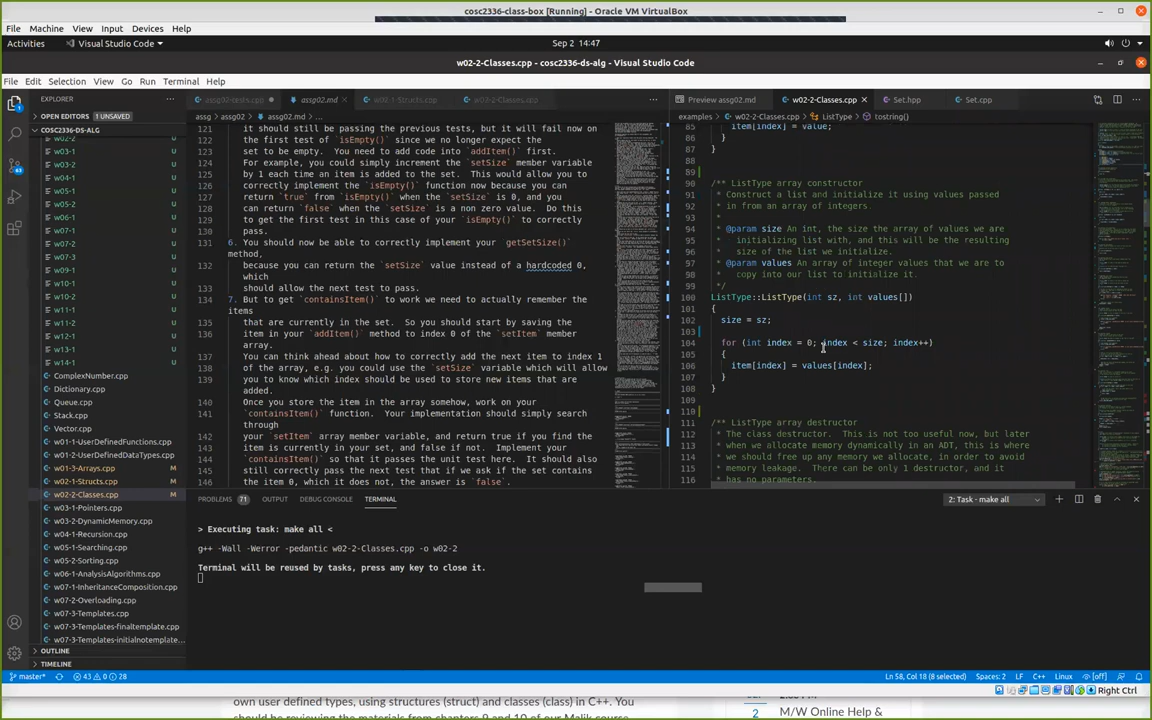 cosc2336-class-box [Running] - Oracle VM VirtualBox
File Machine View Input Devices Help
Activities Visual Studio Code Sep 2 14:47
w02-2-Classes.cpp - cosc2336-ds-alg - Visual Studio Code
File Edit Selection View Go Run Terminal Help
EXPLORER
OPEN EDITORS 1 UNSAVED
COSC2336-DS-ALG
w02-2 U
w03-1 U
w03-2 U
w04-1 U
w05-1 U
w05-2 U
w06-1 U
w07-1 U
w07-2 U
w07-3 U
w09-1 U
w10-1 U
w10-2 U
w11-1 U
w11-2 U
w11-3 U
w12-1 U
w13-1 U
w14-1 U
ComplexNumber.cpp
Dictionary.cpp
Queue.cpp
Stack.cpp
Vector.cpp
w01-1-UserDefinedFunctions.cpp
w01-2-UserDefinedDataTypes.cpp
w01-3-Arrays.cpp M
w02-1-Structs.cpp M
w02-2-Classes.cpp M
w03-1-Pointers.cpp
w03-2-DynamicMemory.cpp
w04-1-Recursion.cpp
w05-1-Searching.cpp
w05-2-Sorting.cpp
w06-1-AnalysisAlgorithms.cpp
w07-1-InheritanceComposition.cpp
w07-2-Overloading.cpp
w07-3-Templates.cpp
w07-3-Templates-finaltemplate.cpp
w07-3-Templates-initialnotemplate...
OUTLINE
TIMELINE
assg02-tests.cpp assg02.md w02-1-Structs.cpp w02-2-Classes.cpp
assg > assg02 > assg02.md > ...
121 it should still be passing the previous tests, but it will fail now on
122 the first test of `isEmpty()` since we no longer expect the
123 set to be empty. You need to add code into `addItem()` first.
124 For example, you could simply increment the `setSize` member variable
125 by 1 each time an item is added to the set. This would allow you to
126 correctly implement the `isEmpty()` function now because you can
127 return `true` from `isEmpty()` when the `setSize` is 0, and you
128 can return `false` when the `setSize` is a non zero value. Do this
129 to get the first test in this case of your `isEmpty()` to correctly
130 pass.
131 6. You should now be able to correctly implement your `getSetSize()`
method,
132 because you can return the `setSize` value instead of a hardcoded 0,
which
133 should allow the next test to pass.
134 7. But to get `containsItem()` to work we need to actually remember the
items
135 that are currently in the set. So you should start by saving the
136 item in your `addItem()` method to index 0 of the `setItem` member
array.
137 You can think ahead about how to correctly add the next item to index 1
138 of the array, e.g. you could use the `setSize` variable which will allow
139 you to know which index should be used to store new items that are
added.
140 Once you store the item in the array somehow, work on your
141 `containsItem()` function. Your implementation should simply search
through
142 your `setItem` array member variable, and return true if you find the
143 item is currently in your set, and false if not. Implement your
144 `containsItem()` so that it passes the unit test here. It should also
145 still correctly pass the next test that if we ask if the set contains
146 the item 0, which it does not, the answer is `false`.
Preview assg02.md w02-2-Classes.cpp Set.hpp Set.cpp
examples > w02-2-Classes.cpp > ListType > tostring()
85 item[index] = value;
86 }
87 }
88
89
90 /** ListType array constructor
91 * Construct a list and initialize it using values passed
92 * in from an array of integers.
93 *
94 * @param size An int, the size the array of values we are
95 * initializing list with, and this will be the resulting
96 * size of the list we initialize.
97 * @param values An array of integer values that we are to
98 * copy into our list to initialize it.
99 */
100 ListType::ListType(int sz, int values[])
101 {
102 size = sz;
103
104 for (int index = 0; index < size; index++)
105 {
106 item[index] = values[index];
107 }
108 }
109
110
111 /** ListType destructor
112 * The class destructor. This is not too useful now, but later
113 * when we allocate memory dynamically in an ADT, this is where
114 * we should free up any memory we allocate, in order to avoid
115 * memory leakage. There can be only 1 destructor, and it
116 * has no parameters.
PROBLEMS 71 OUTPUT DEBUG CONSOLE TERMINAL 2: Task - make all
> Executing task: make all <
g++ -Wall -Werror -pedantic w02-2-Classes.cpp -o w02-2
Terminal will be reused by tasks, press any key to close it.
master* 43 0 28 Ln 58, Col 18 (8 selected) Spaces: 2 UTF-8 LF C++ [off]
Right Ctrl
own user defined types, using structures (struct) and classes (class) in C++. You
2 M/W Online Help &
should be reviewing the materials from chapters 9 and 10 of our Malik course